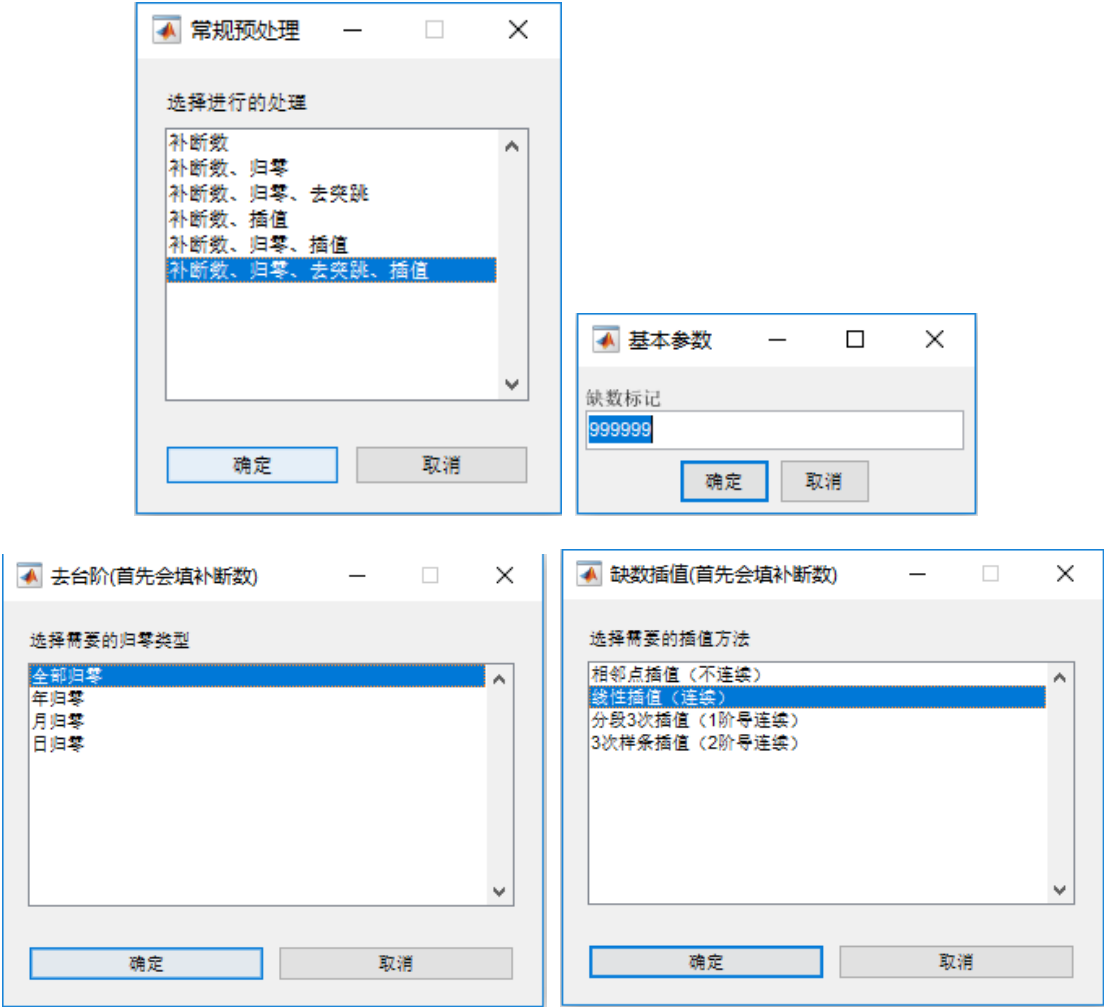 常规预处理
选择进行的处理
补断数
补断数、归零
补断数、归零、去突跳
补断数、插值
补断数、归零、插值
补断数、归零、去突跳、插值
确定
取消
基本参数
缺数标记
999999
确定
取消
去台阶(首先会填补断数)
选择需要的归零类型
全部归零
年归零
月归零
日归零
确定
取消
缺数插值(首先会填补断数)
选择需要的插值方法
相邻点插值（不连续）
线性插值（连续）
分段3次插值（1阶导连续）
3次样条插值（2阶导连续）
确定
取消